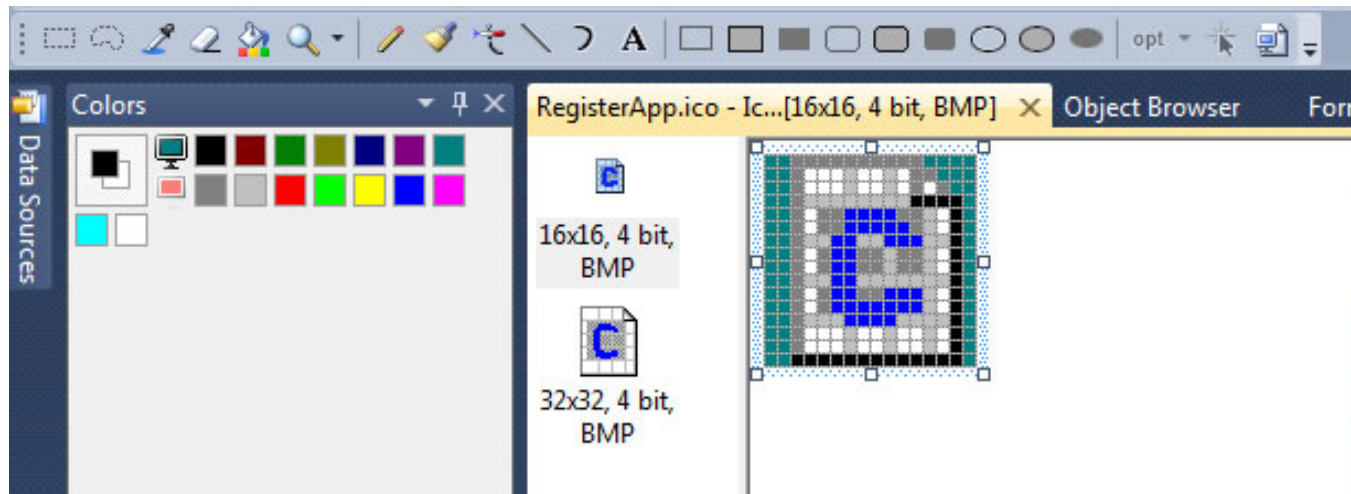 A
opt
Data Sources
Colors
RegisterApp.ico - Ic...[16x16, 4 bit, BMP]
Object Browser
Forr
C
16x16, 4 bit,
BMP
C
32x32, 4 bit,
BMP
C